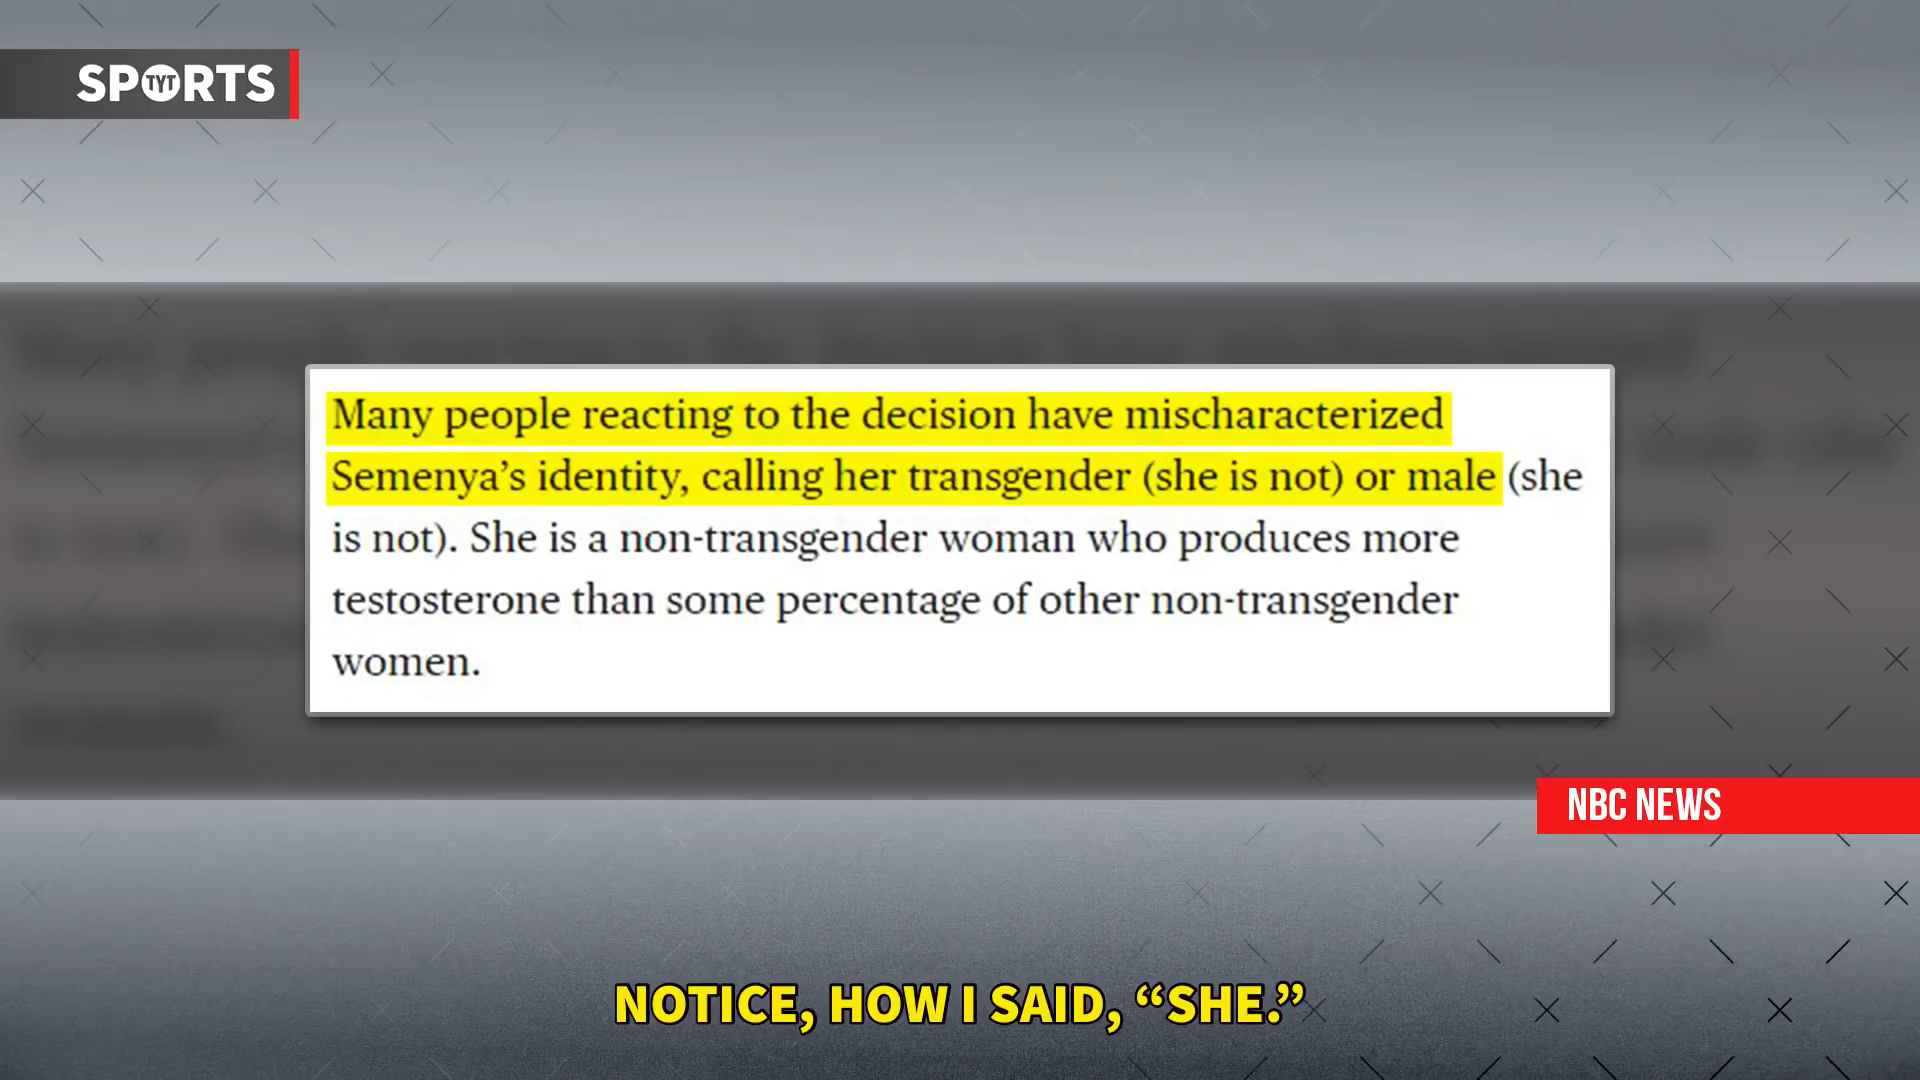 SPORTS
TYT
Many people reacting to the decision have mischaracterized
Semenya’s identity, calling her transgender (she is not) or male (she
is not). She is a non-transgender woman who produces more
testosterone than some percentage of other non-transgender
women.
NBC NEWS
NOTICE, HOW I SAID, “SHE.”